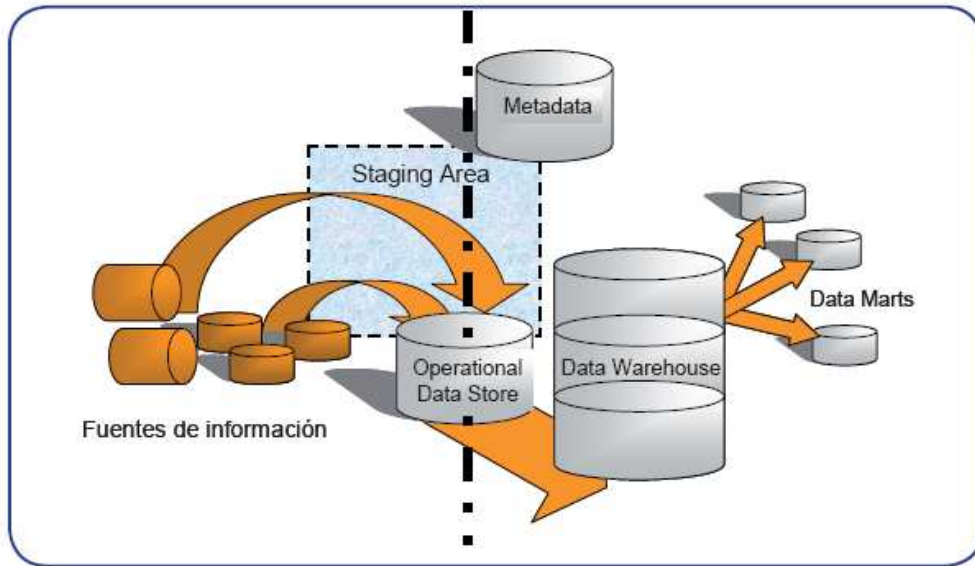 Metadata
Staging Area
Data Marts
Operational
Data Store
Data Warehouse
Fuentes de información